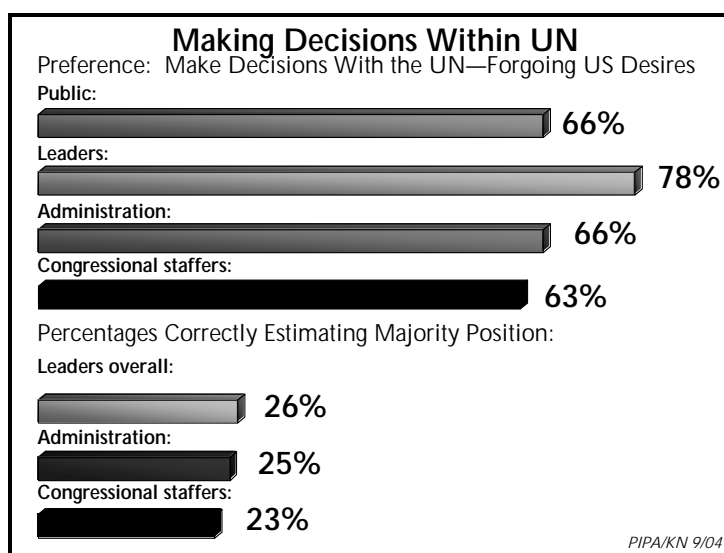 Making Decisions Within UN
Preference: Make Decisions With the UN—Forgoing US Desires
Public:
66%
Leaders:
78%
Administration:
66%
Congressional staffers:
63%
Percentages Correctly Estimating Majority Position:
Leaders overall:
26%
Administration:
25%
Congressional staffers:
23%
PIPA/KN 9/04